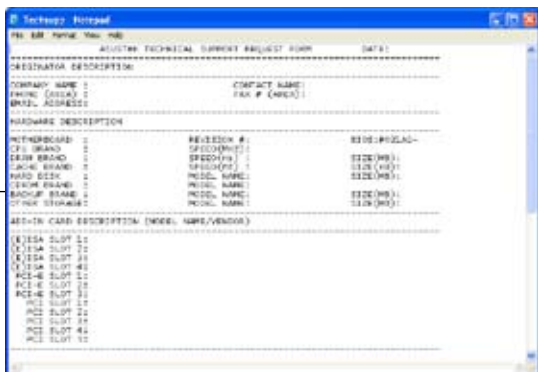 Techsupp - Notepad
File Edit Format View Help
ASUSTeK TECHNICAL SUPPORT REQUEST FORM DATE:
ORIGINATOR DESCRIPTION
COMPANY NAME : CONTACT NAME:
PHONE (AREA) : FAX # (AREA):
EMAIL ADDRESS:
HARDWARE DESCRIPTION
MOTHERBOARD : REVISION #: BIOS:
CPU BRAND : SPEED(MHz):
DRAM BRAND : SPEED(ns) : SIZE(MB):
CACHE BRAND : SPEED(ns) : SIZE(KB):
HARD DISK : MODEL NAME: SIZE(MB):
CDROM BRAND : MODEL NAME:
BACKUP BRAND : MODEL NAME: SIZE(MB):
OTHER STORAGE: MODEL NAME: SIZE(MB):
ADD-IN CARD DESCRIPTION (MODEL NAME/VENDOR)
(E)ISA SLOT 1:
(E)ISA SLOT 2:
(E)ISA SLOT 3:
(E)ISA SLOT 4:
PCI-E SLOT 1:
PCI-E SLOT 2:
PCI-E SLOT 3:
PCI SLOT 1:
PCI SLOT 2:
PCI SLOT 3:
PCI SLOT 4:
PCI SLOT 5: